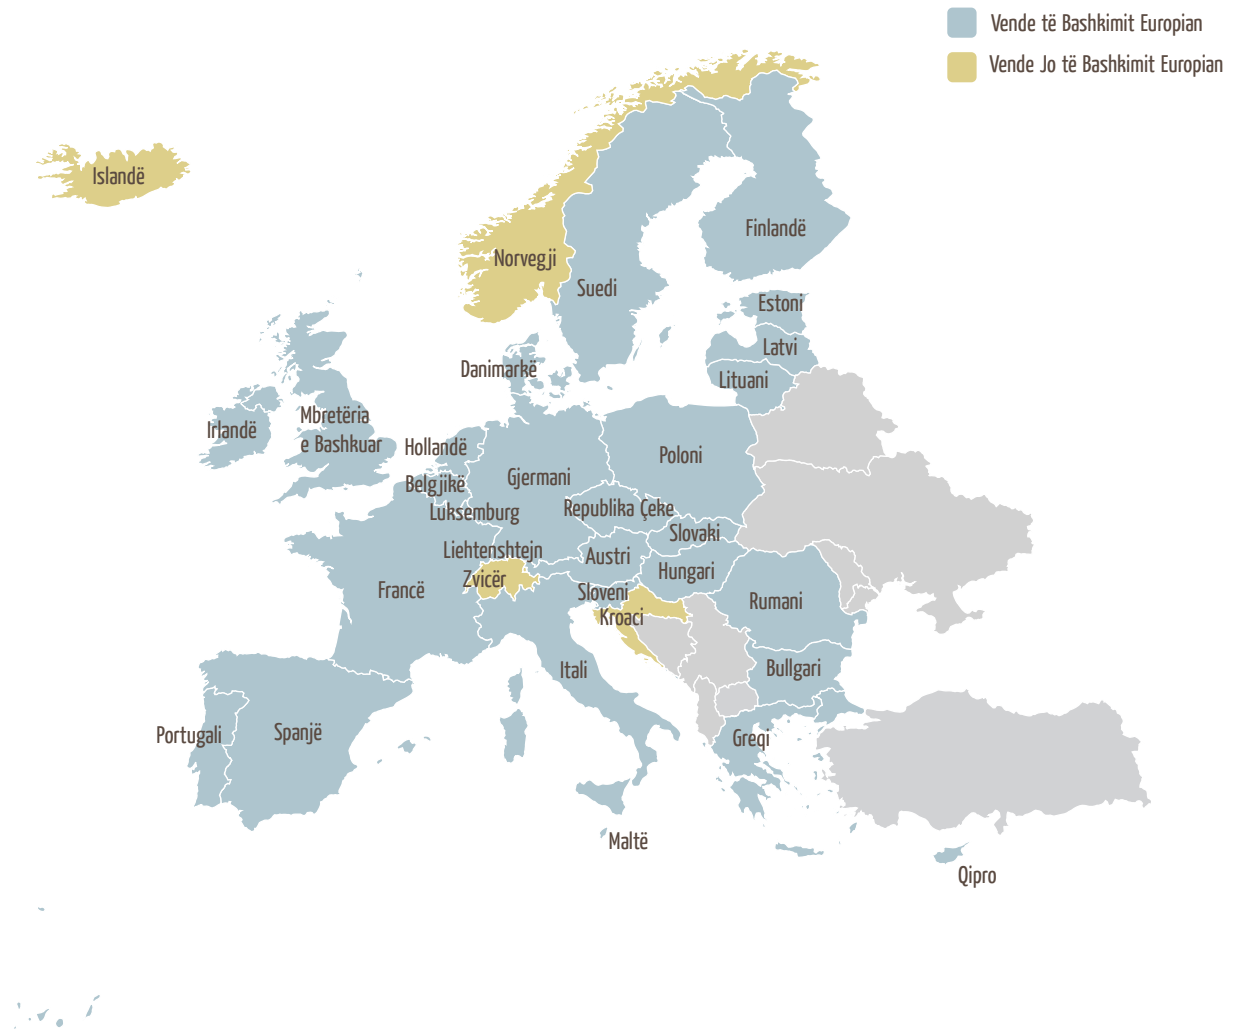 Vende të Bashkimit Europian
Vende Jo të Bashkimit Europian
Islandë
Norvegji
Finlandë
Suedi
Estoni
Latvi
Lituani
Danimarkë
Mbretëria
e Bashkuar
Irlandë
Hollandë
Poloni
Gjermani
Belgjikë
Republika Çeke
Luksemburg
Slovaki
Liehtenshtejn
Austri
Zvicër
Hungari
Francë
Sloveni
Rumani
Kroaci
Itali
Bullgari
Portugali
Spanjë
Greqi
Maltë
Qipro